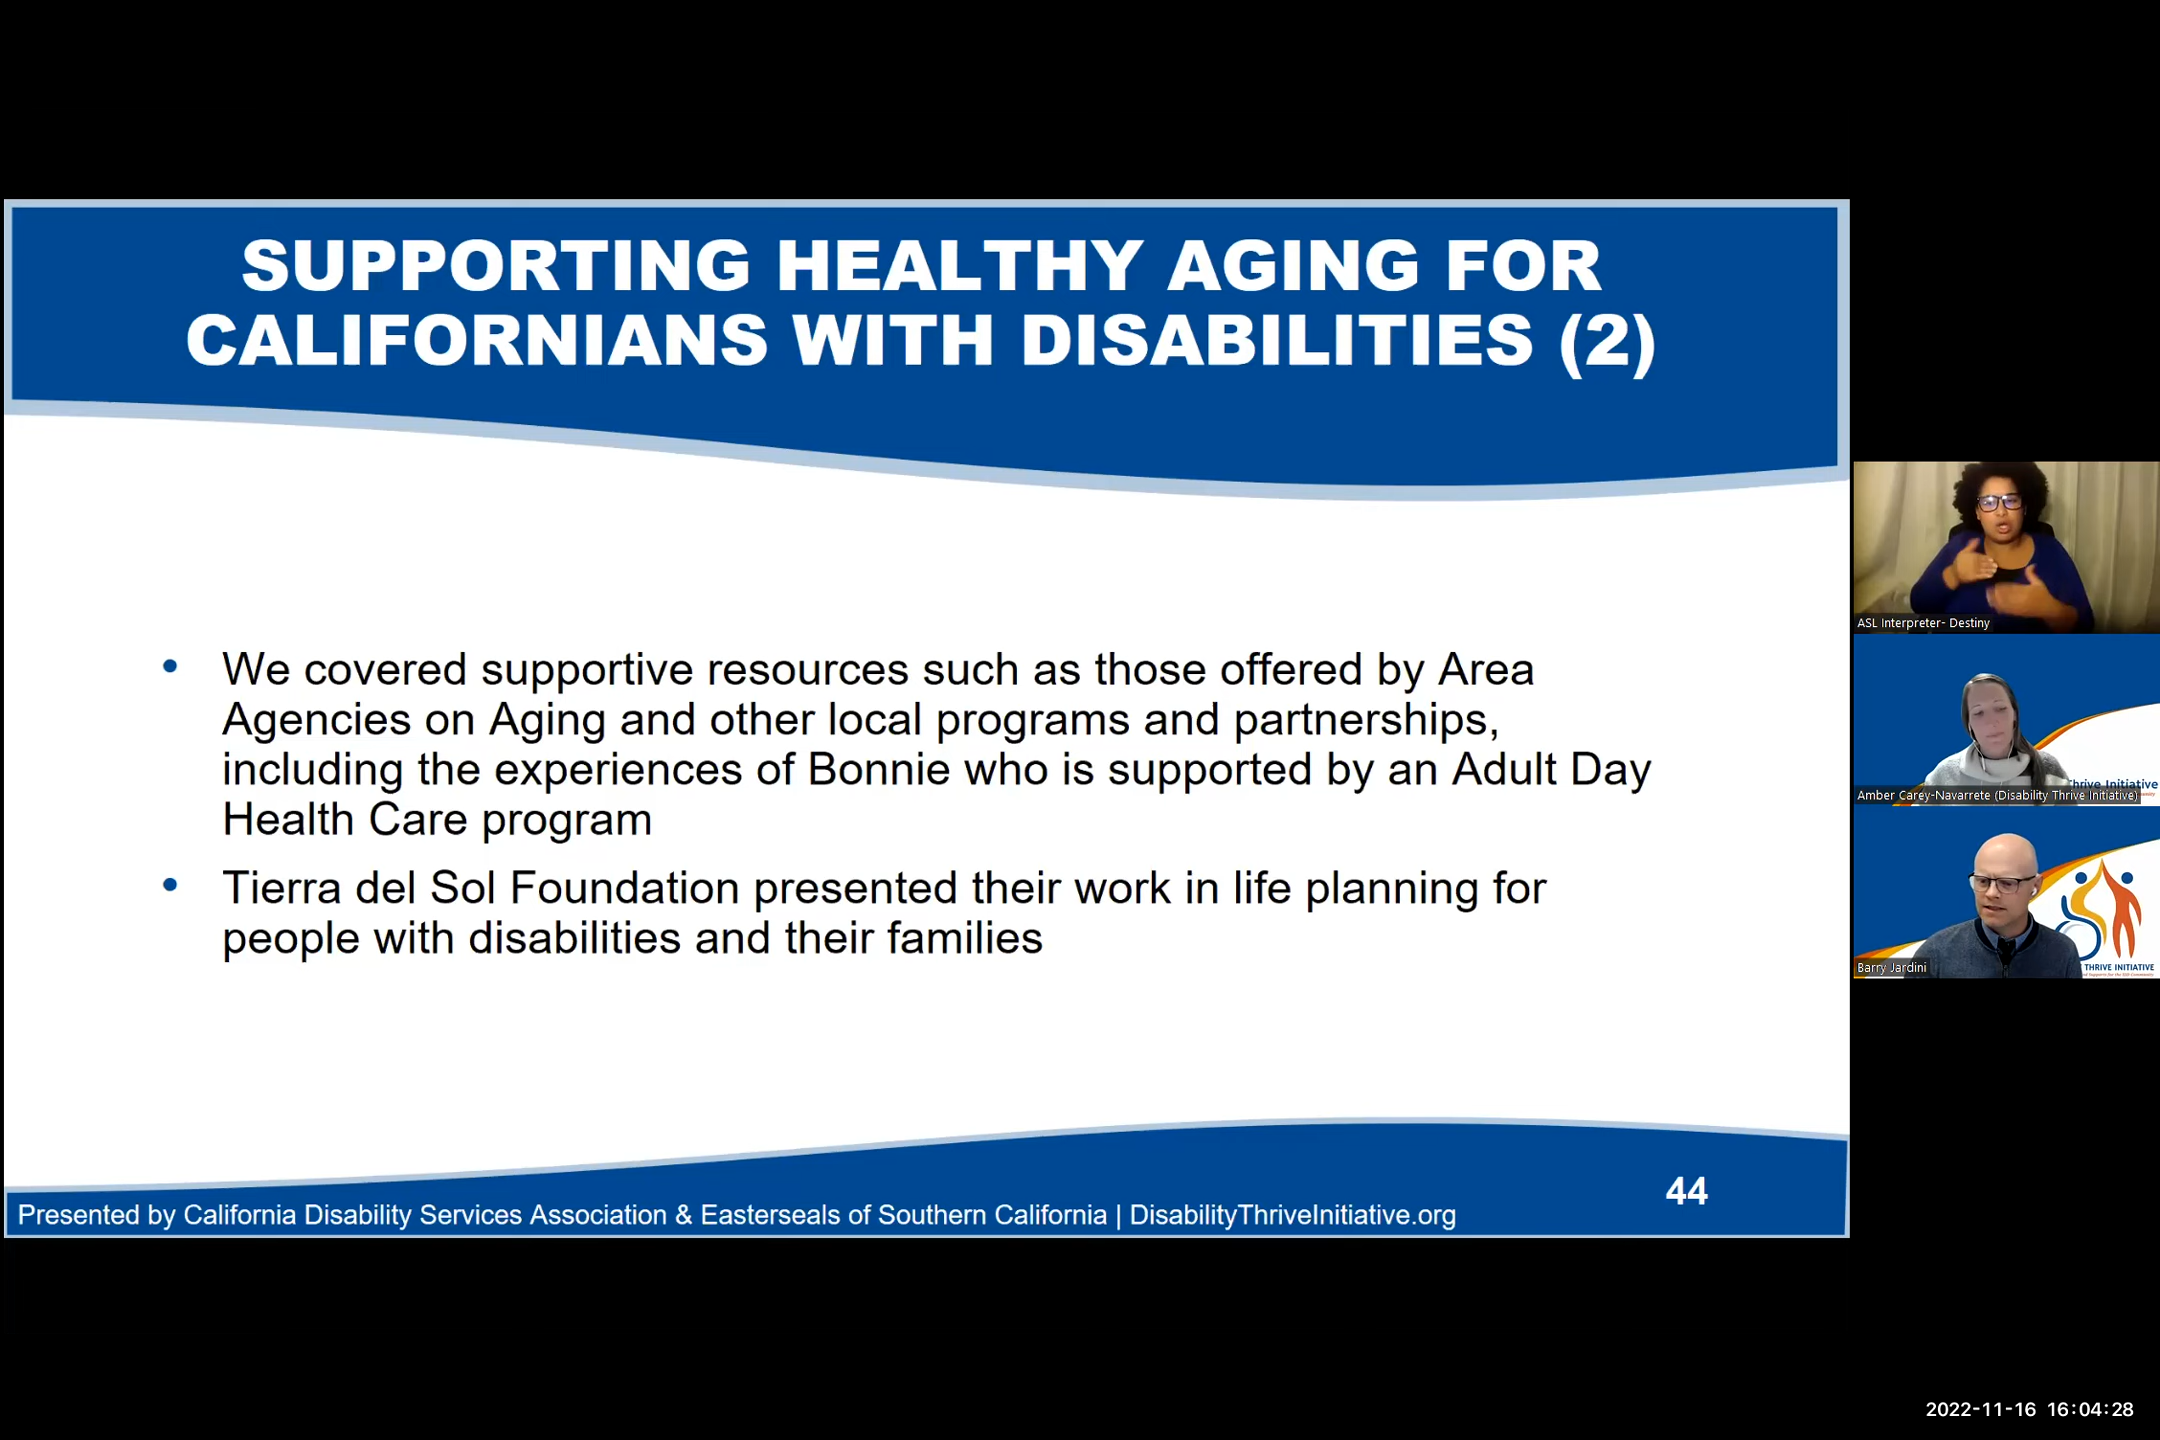 SUPPORTING HEALTHY AGING FOR
CALIFORNIANS WITH DISABILITIES (2)
• We covered supportive resources such as those offered by Area
Agencies on Aging and other local programs and partnerships,
including the experiences of Bonnie who is supported by an Adult Day
Health Care program
• Tierra del Sol Foundation presented their work in life planning for
people with disabilities and their families
44
Presented by California Disability Services Association & Easterseals of Southern California | DisabilityThriveInitiative.org
ASL Interpreter- Destiny
Thrive Initiative
Amber Carey-Navarrete (Disability Thrive Initiative)
THRIVE INITIATIVE
Barry Jardini
2022-11-16 16:04:28